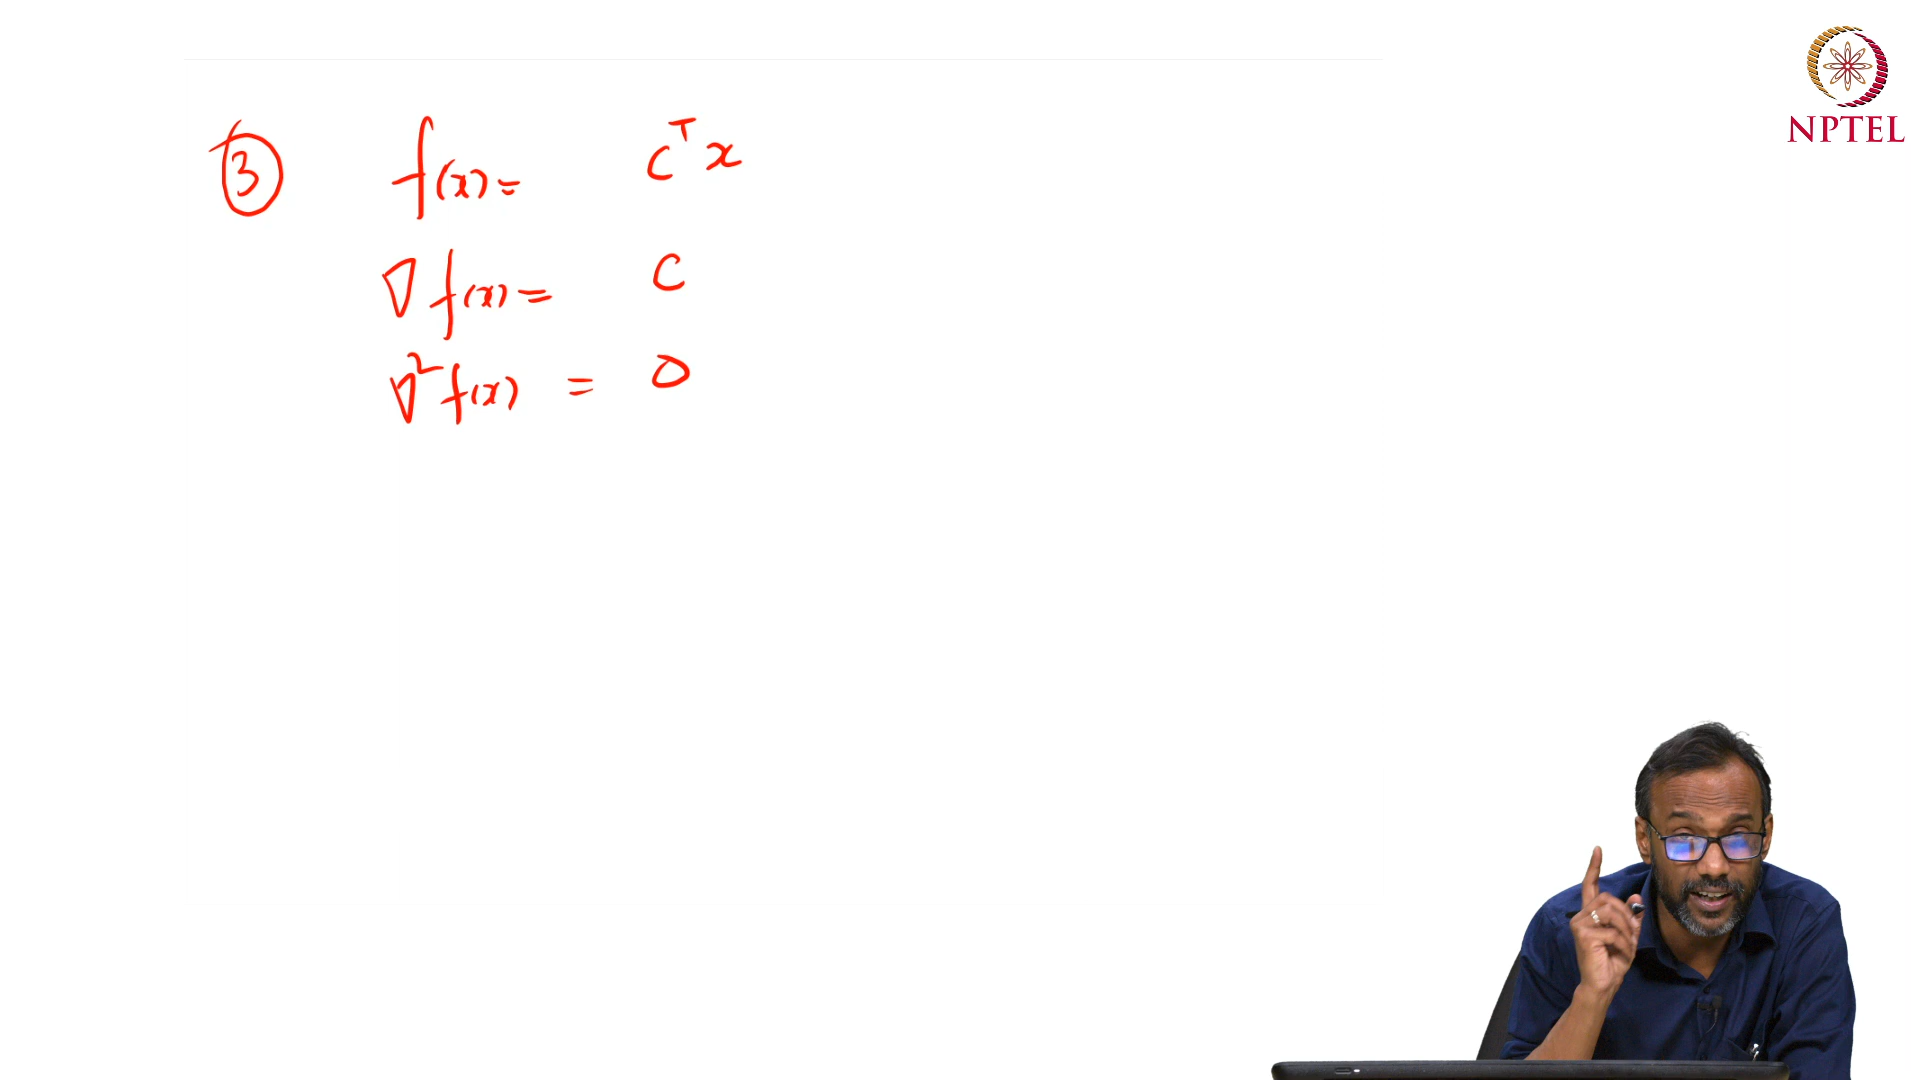 NPTEL
③ f(x) = cᵀx
∇f(x) = c
∇²f(x) = 0